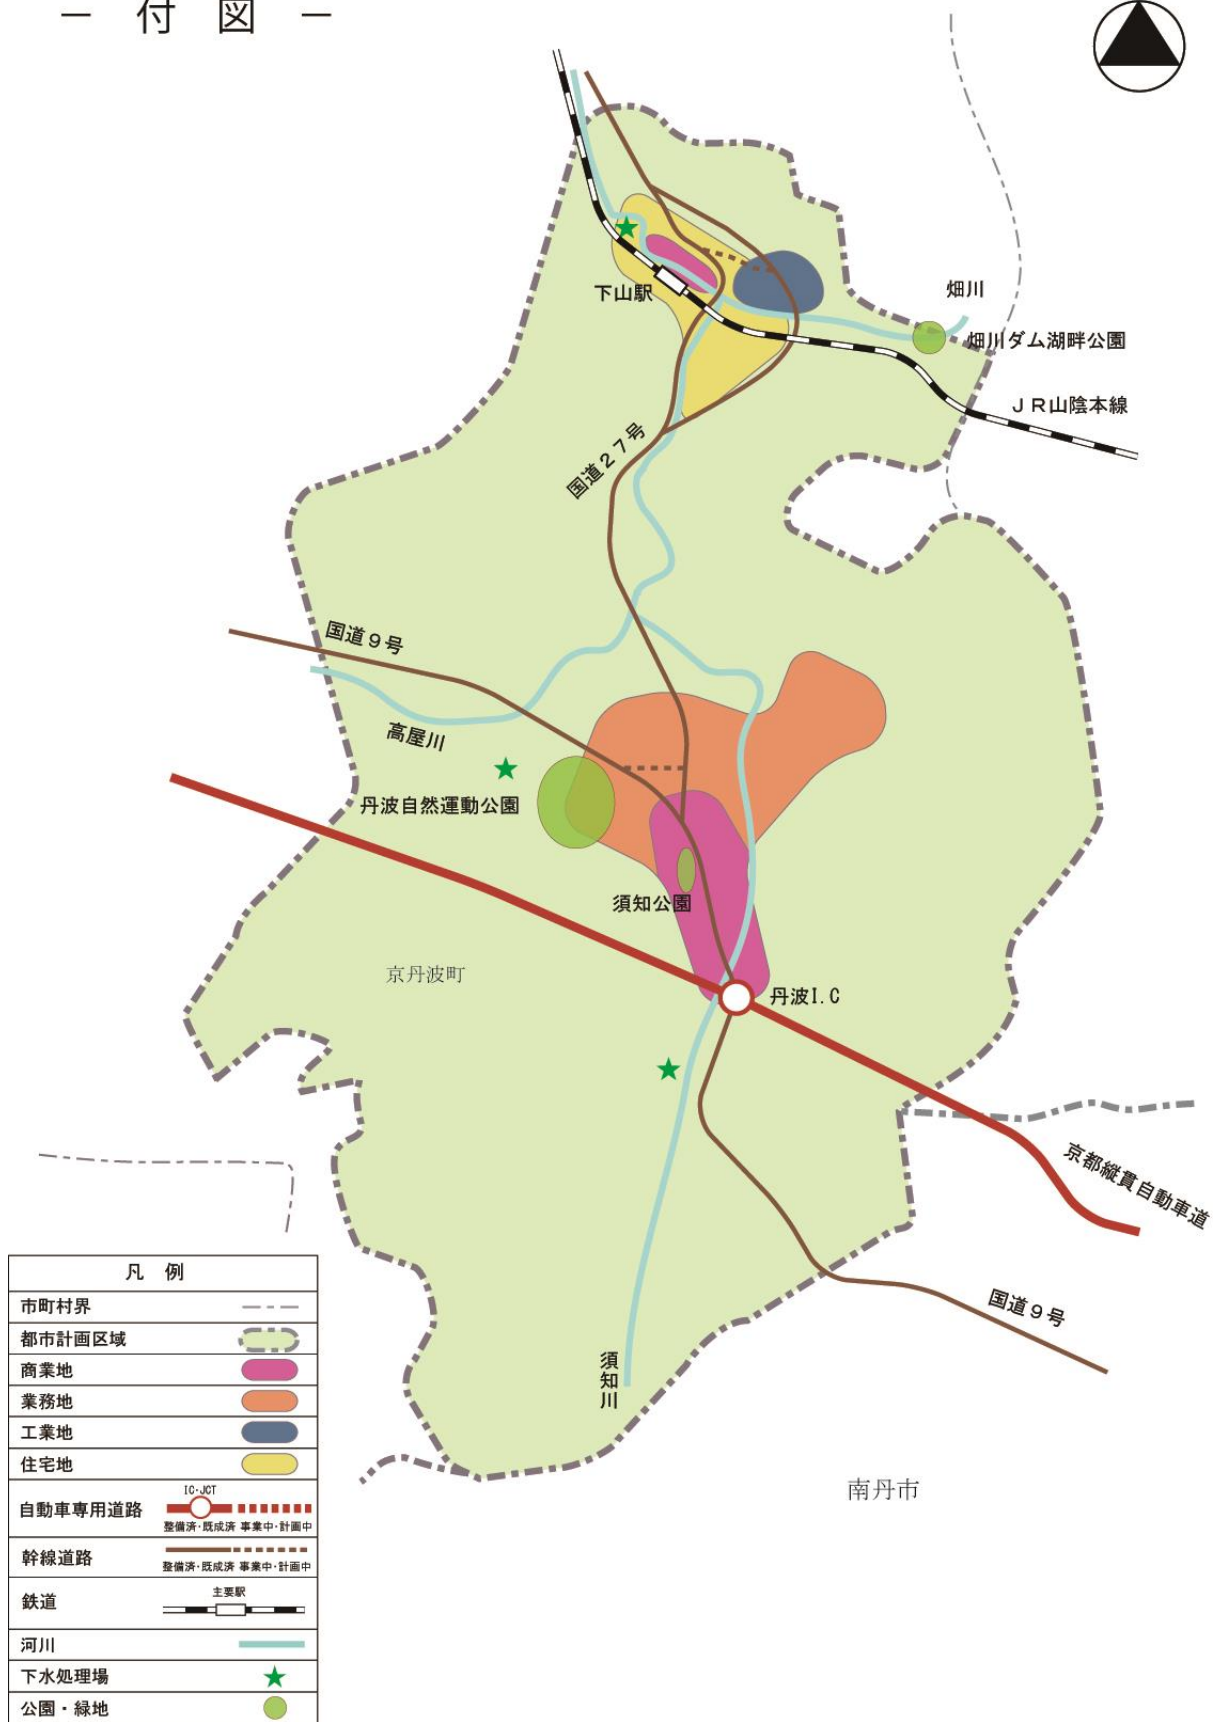 － 付 図 －
下山駅
畑川
畑川ダム湖畔公園
ＪＲ山陰本線
国道２７号
国道９号
高屋川
丹波自然運動公園
須知公園
京丹波町
丹波I.C
京都縦貫自動車道
国道９号
須知川
南丹市
凡 例
市町村界
都市計画区域
商業地
業務地
工業地
住宅地
IC・JCT
自動車専用道路
整備済・既成済 事業中・計画中
幹線道路
整備済・既成済 事業中・計画中
主要駅
鉄道
河川
下水処理場
公園・緑地